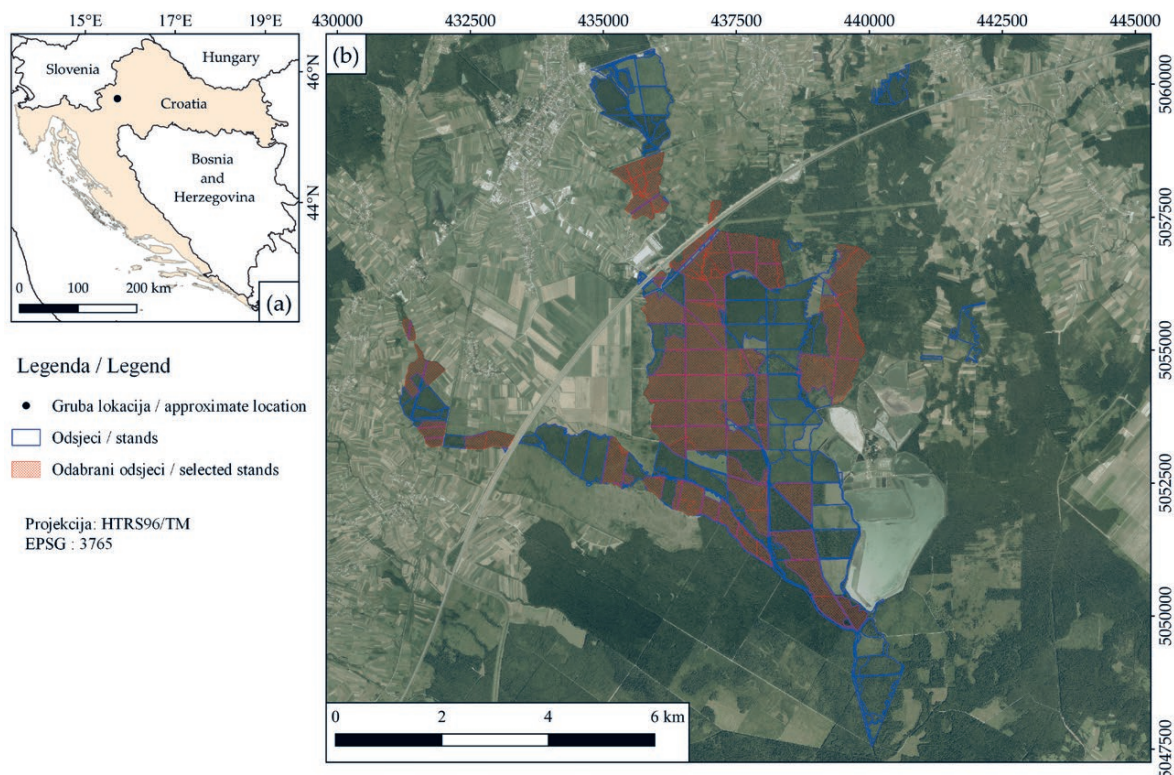 15°E 17°E 19°E
Slovenia
Hungary
Croatia
Bosnia
and
Herzegovina
46°N
44°N
0 100 200 km
(a)
Legenda / Legend
Gruba lokacija / approximate location
Odsjeci / stands
Odabrani odsjeci / selected stands
Projekcija: HTRS96/TM
EPSG : 3765
430000 432500 435000 437500 440000 442500 445000
(b)
5060000
5057500
5055000
5052500
5050000
5047500
0 2 4 6 km